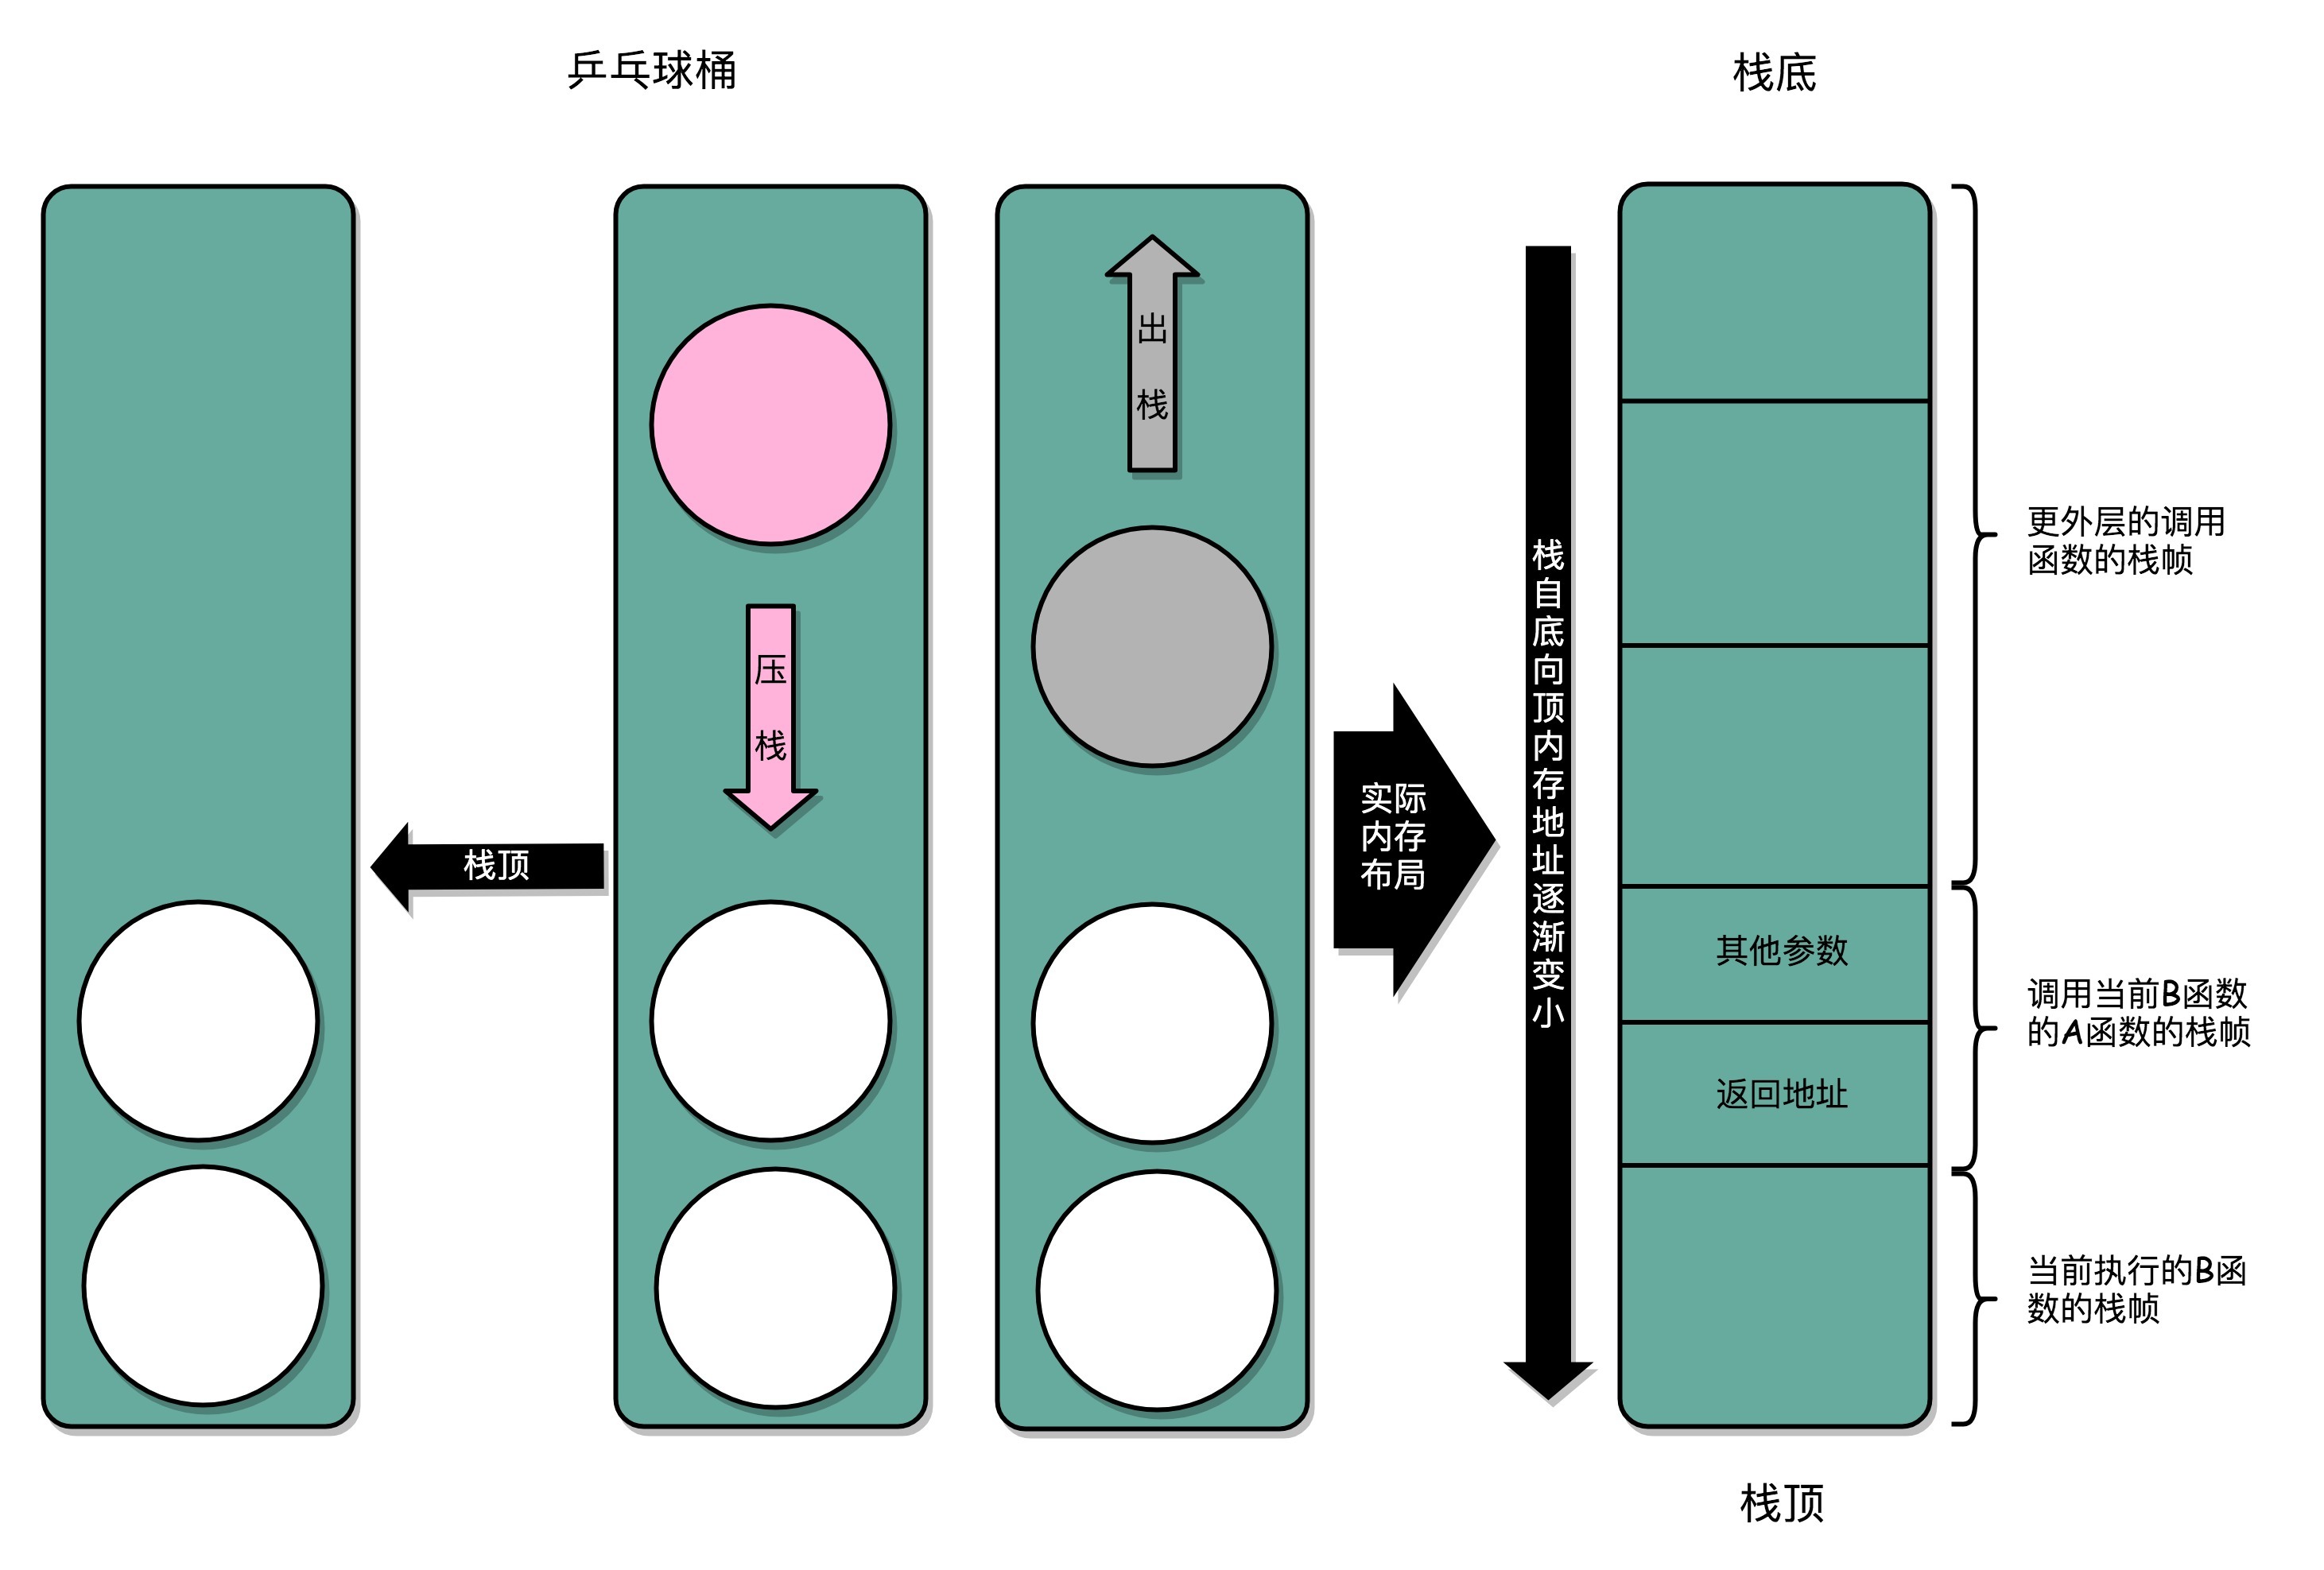 乒乓球桶
栈底
出
栈
压
栈
栈顶
实际
内存
布局
栈
自
底
向
顶
内
存
地
址
逐
渐
变
小
更外层的调用
函数的栈帧
其他参数
返回地址
调用当前B函数
的A函数的栈帧
当前执行的B函
数的栈帧
栈顶